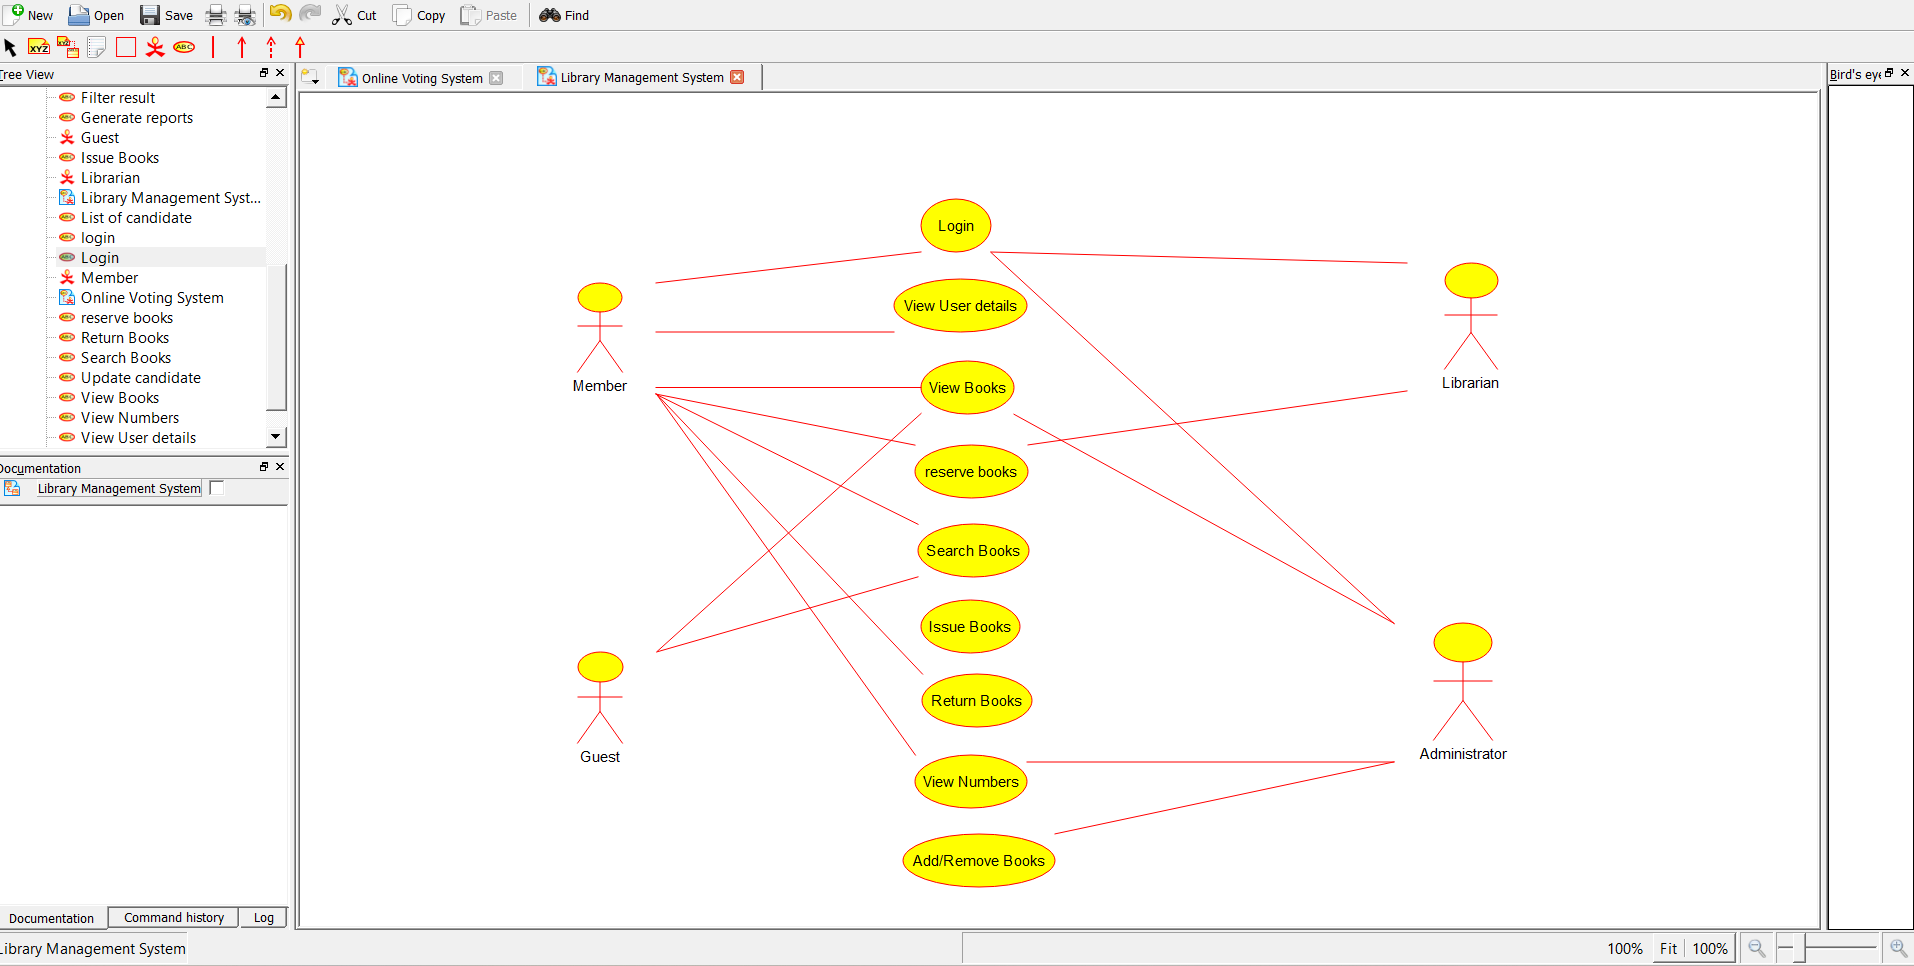 New Open Save Cut Copy Paste Find
XYZ XYZ ABC
Tree View
Filter result
Generate reports
Guest
Issue Books
Librarian
Library Management Syst...
List of candidate
login
Login
Member
Online Voting System
reserve books
Return Books
Search Books
Update candidate
View Books
View Numbers
View User details
Documentation
Library Management System
Documentation Command history Log
Library Management System
Online Voting System Library Management System
Bird's eye
Login
View User details
View Books
reserve books
Search Books
Issue Books
Return Books
View Numbers
Add/Remove Books
Member
Guest
Librarian
Administrator
100% Fit 100%